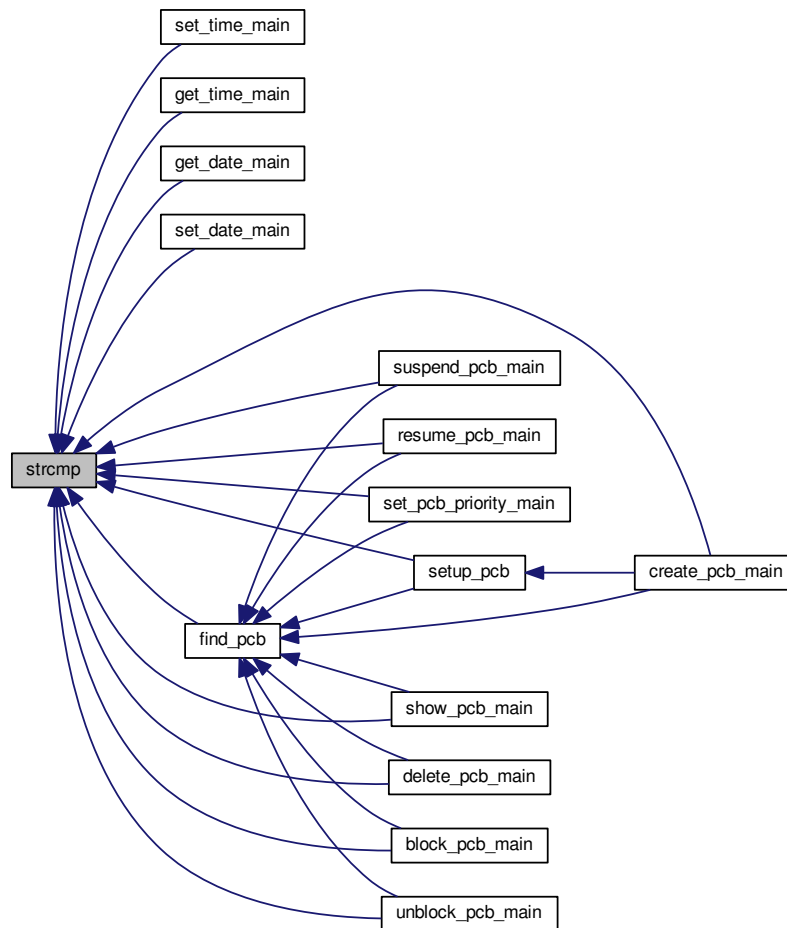 set_time_main
get_time_main
get_date_main
set_date_main
suspend_pcb_main
resume_pcb_main
strcmp
set_pcb_priority_main
setup_pcb
create_pcb_main
find_pcb
show_pcb_main
delete_pcb_main
block_pcb_main
unblock_pcb_main